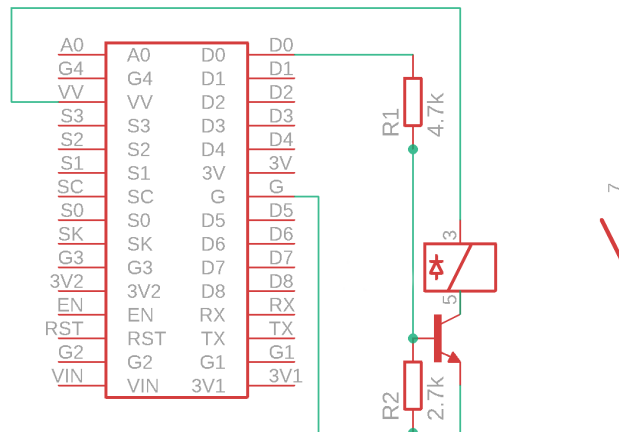 A0 A0 D0 D0
G4 G4 D1 D1
VV VV D2 D2
S3 S3 D3 D3
S2 S2 D4 D4
S1 S1 3V 3V
SC SC G G
S0 S0 D5 D5
SK SK D6 D6
G3 G3 D7 D7
3V2 3V2 D8 D8
EN EN RX RX
RST RST TX TX
G2 G2 G1 G1
VIN VIN 3V1 3V1
R1 4.7k
3
5
R2 2.7k
7